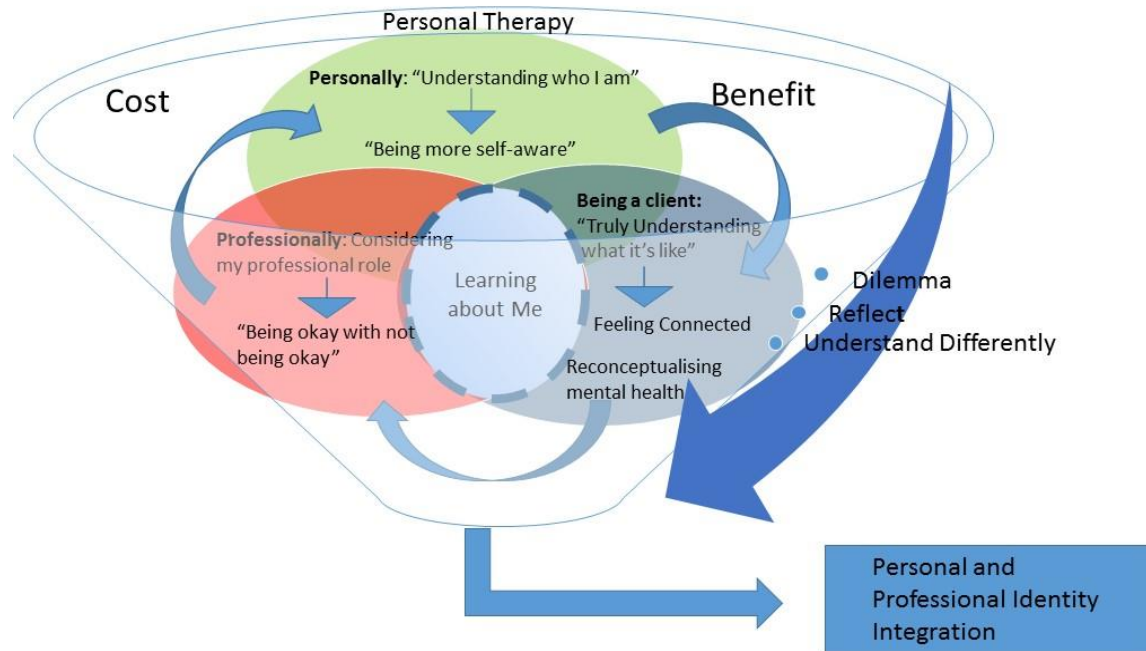 Personal Therapy
Cost
Benefit
Personally: “Understanding who I am”
“Being more self-aware”
Being a client:
“Truly Understanding
what it’s like”
Feeling Connected
Reconceptualising
mental health
Professionally: Considering
my professional role
“Being okay with not
being okay”
Learning
about Me
Dilemma
Reflect
Understand Differently
Personal and
Professional Identity
Integration